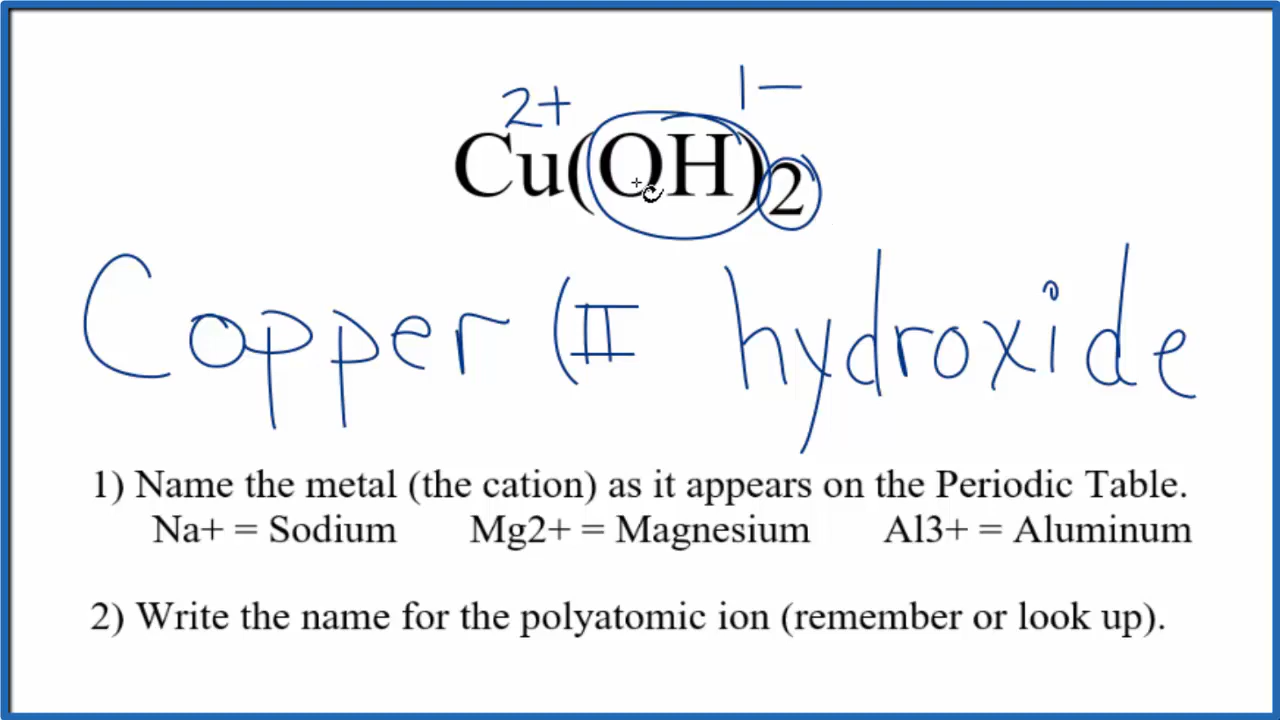 2+ 1-
Cu(OH)2
Copper (II hydroxide
1) Name the metal (the cation) as it appears on the Periodic Table.
Na+ = Sodium Mg2+ = Magnesium Al3+ = Aluminum
2) Write the name for the polyatomic ion (remember or look up).